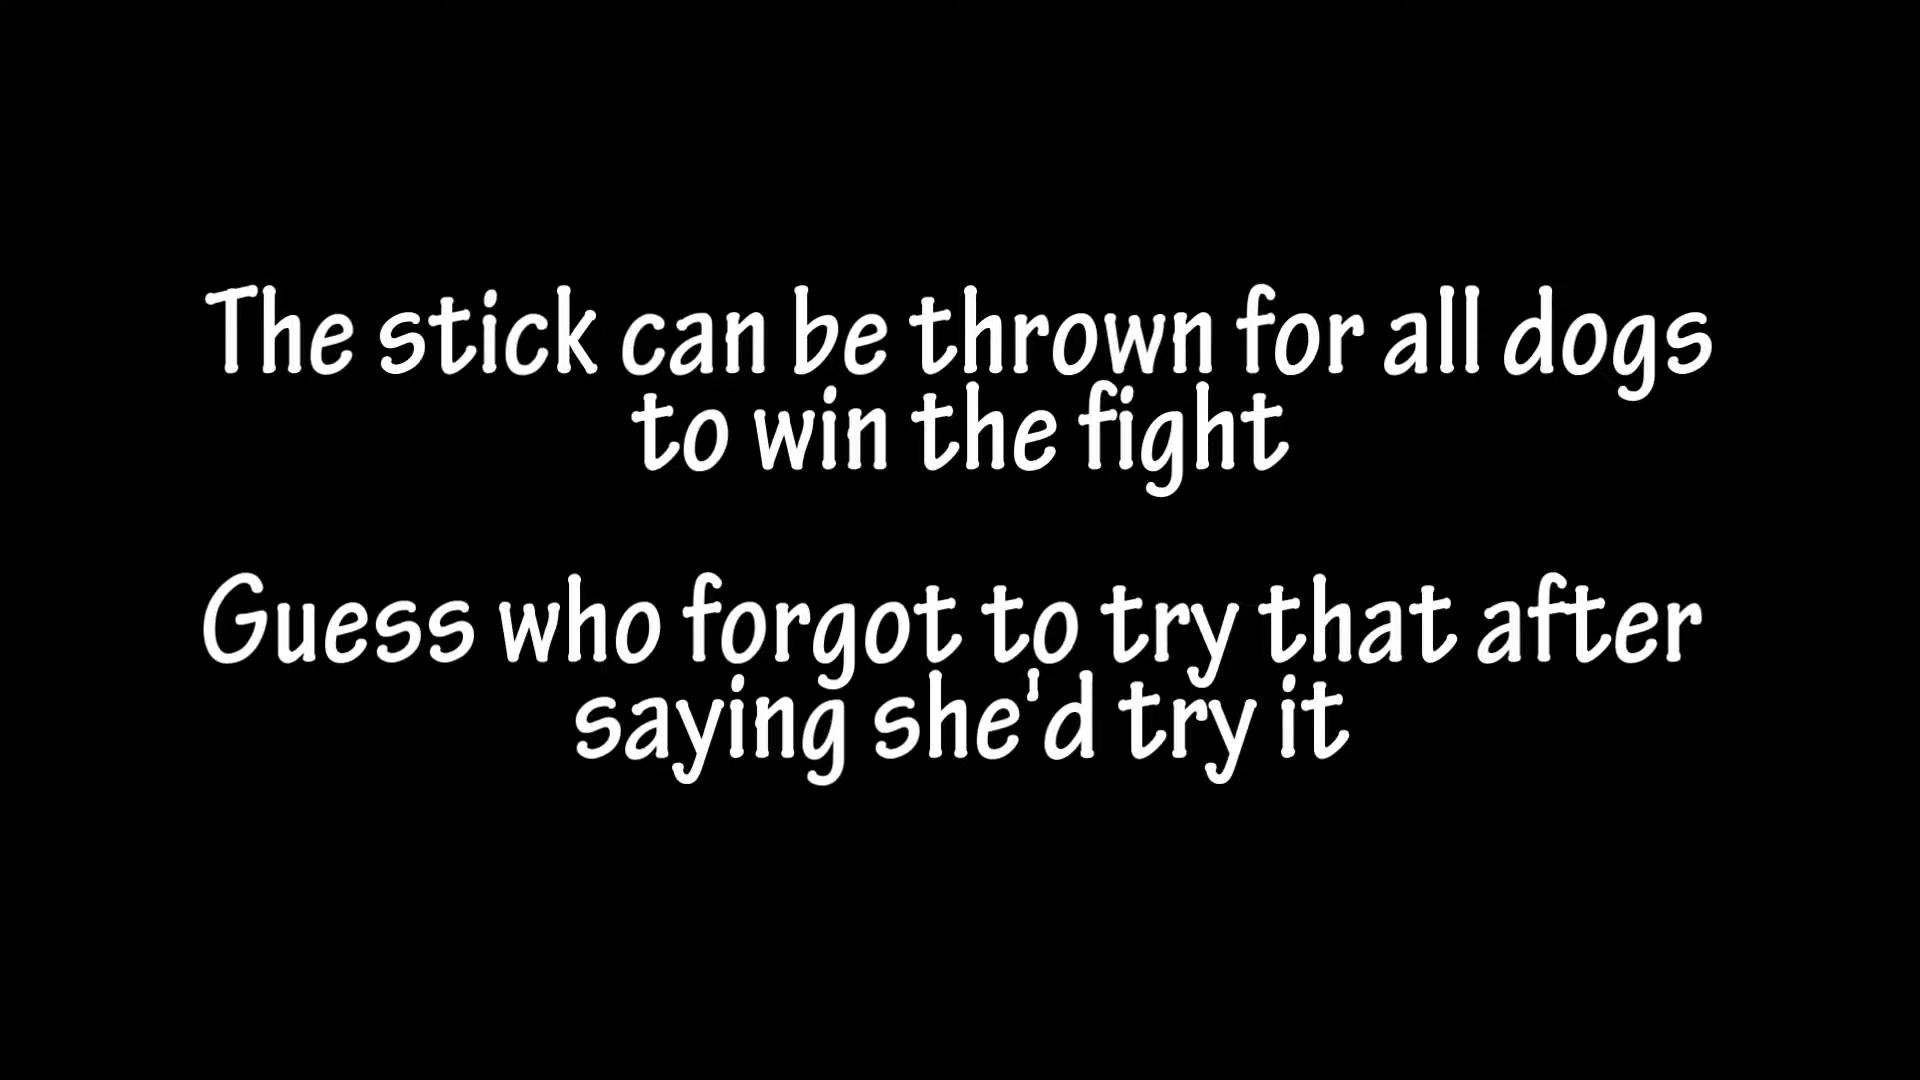 The stick can be thrown for all dogs
to win the fight
Guess who forgot to try that after
saying she'd try it